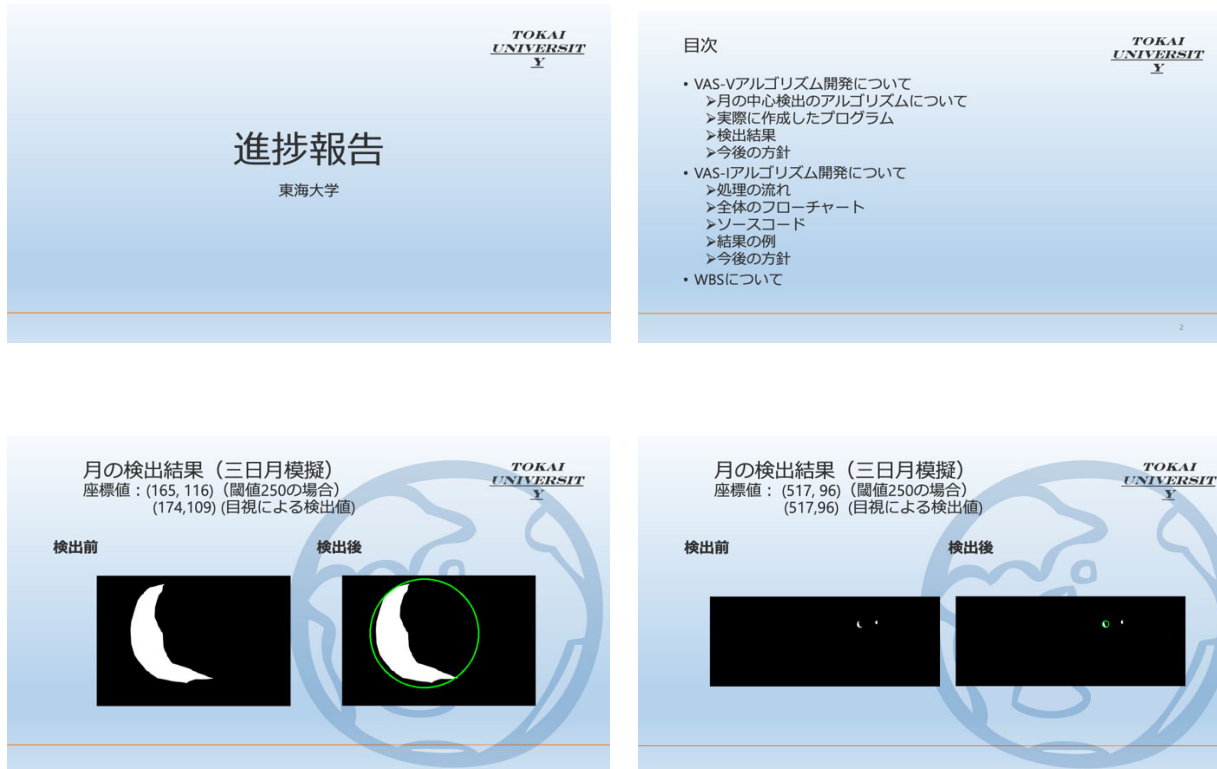 TOKAI
UNIVERSIT
Y
進捗報告
東海大学
目次
TOKAI
UNIVERSIT
Y
• VAS-Vアルゴリズム開発について
➢月の中心検出のアルゴリズムについて
➢実際に作成したプログラム
➢検出結果
➢今後の方針
• VAS-Iアルゴリズム開発について
➢処理の流れ
➢全体のフローチャート
➢ソースコード
➢結果の例
➢今後の方針
• WBSについて
2
月の検出結果（三日月模擬）
座標値：(165, 116)（閾値250の場合）
(174,109) (目視による検出値)
TOKAI
UNIVERSIT
Y
検出前
検出後
月の検出結果（三日月模擬）
座標値： (517, 96)（閾値250の場合）
(517,96) (目視による検出値)
TOKAI
UNIVERSIT
Y
検出前
検出後